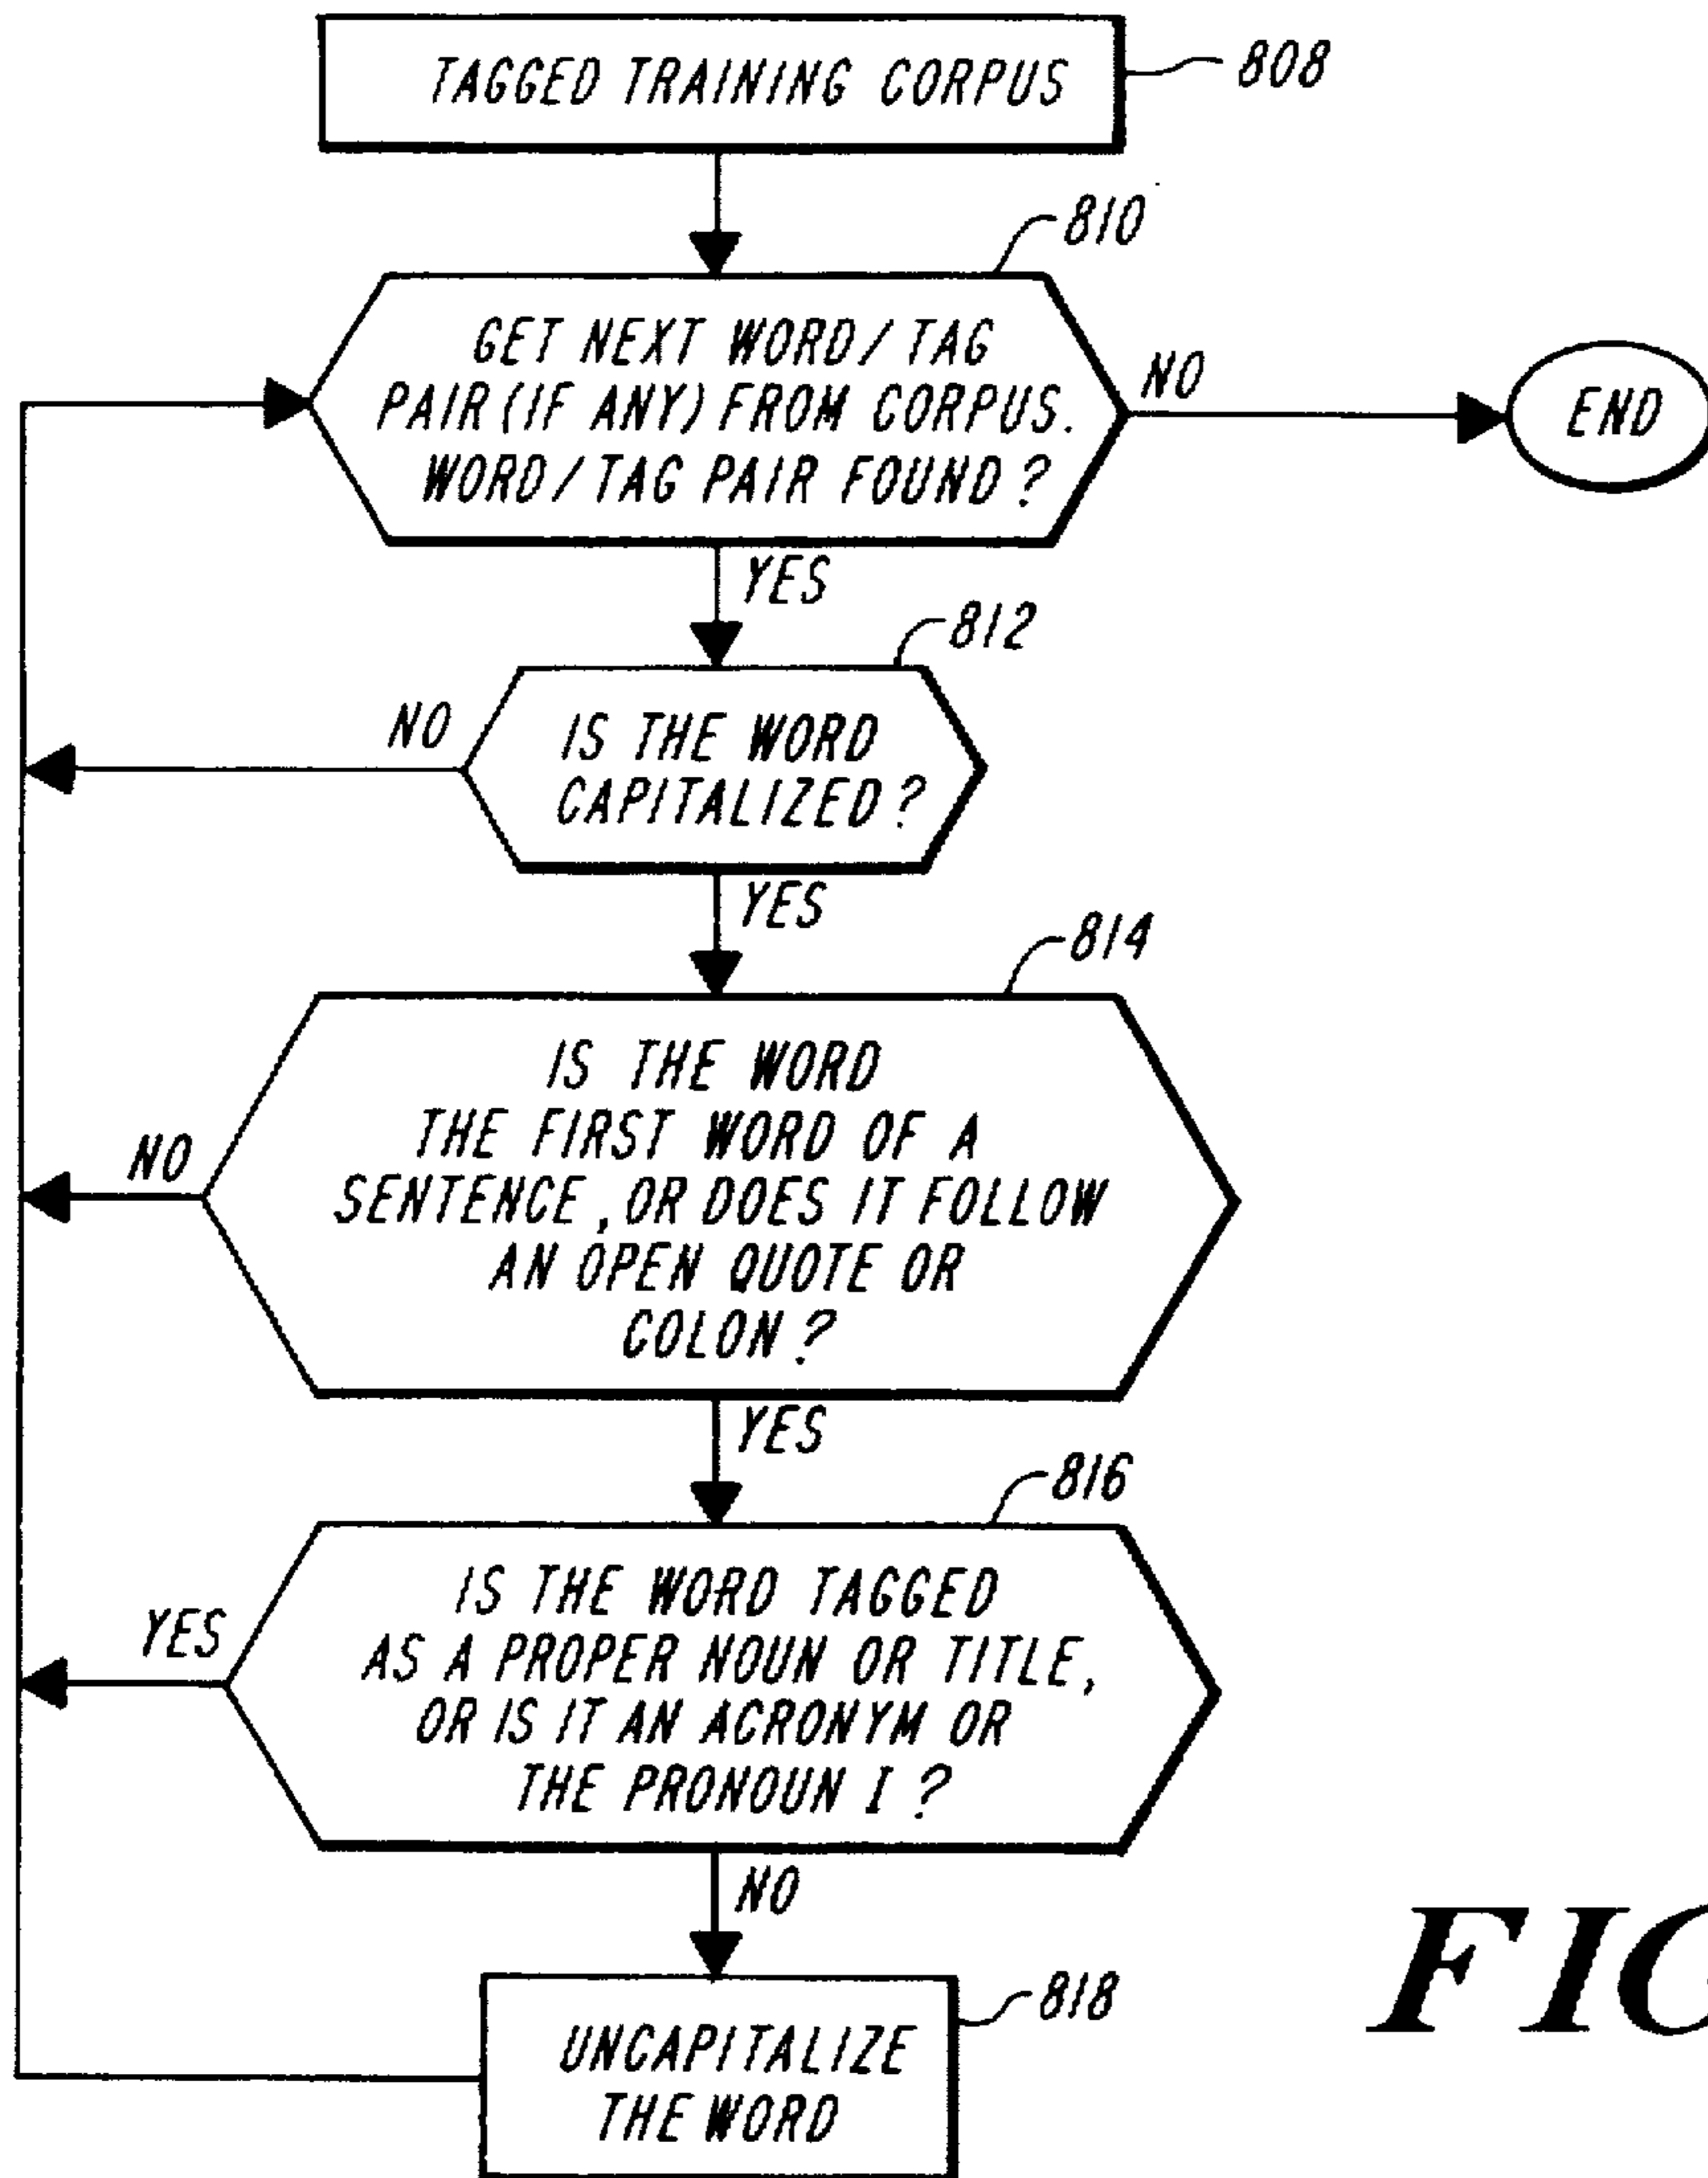 TAGGED TRAINING CORPUS
808
810
GET NEXT WORD/TAG
PAIR (IF ANY) FROM CORPUS.
WORD/TAG PAIR FOUND?
NO
END
YES
812
NO
IS THE WORD
CAPITALIZED?
YES
814
IS THE WORD
THE FIRST WORD OF A
SENTENCE, OR DOES IT FOLLOW
AN OPEN QUOTE OR
COLON?
NO
YES
816
IS THE WORD TAGGED
AS A PROPER NOUN OR TITLE,
OR IS IT AN ACRONYM OR
THE PRONOUN I?
YES
NO
818
UNCAPITALIZE
THE WORD